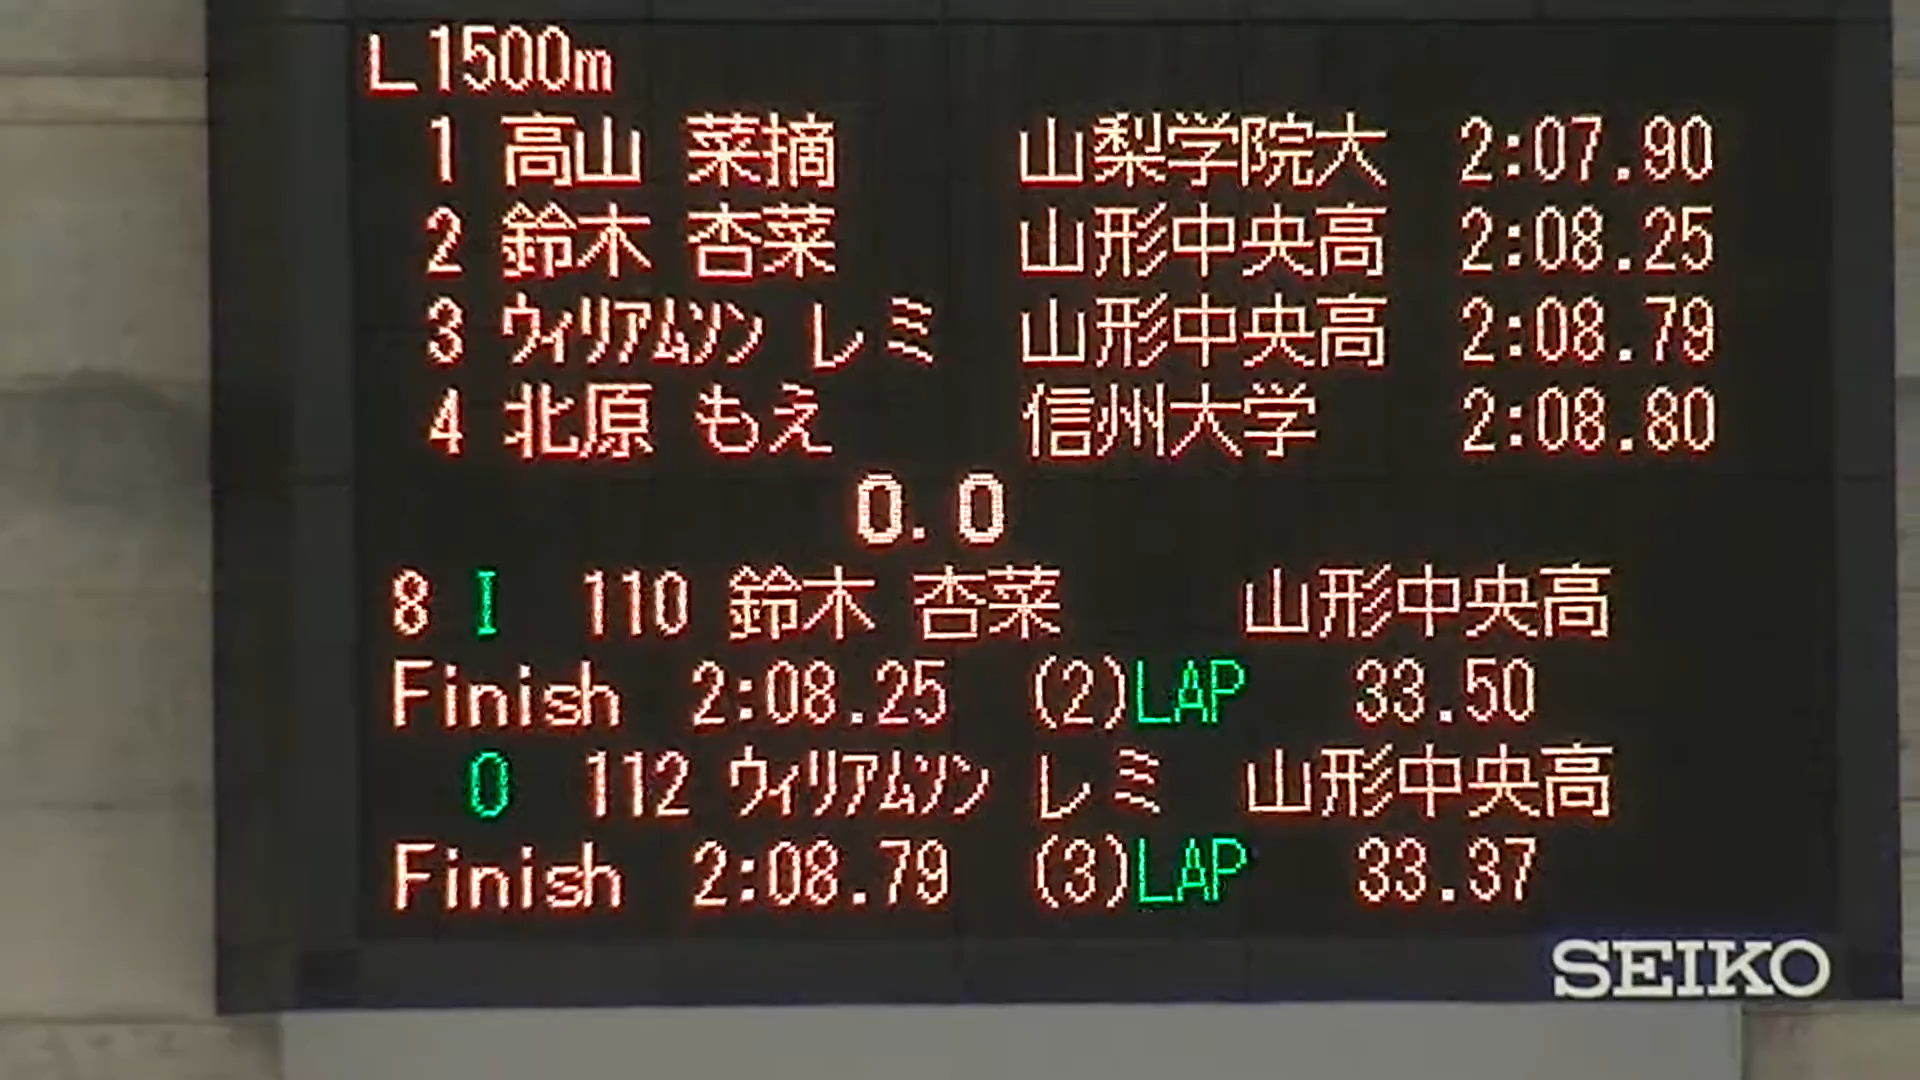 L1500m
1 高山 菜摘 山梨学院大 2:07.90
2 鈴木 杏菜 山形中央高 2:08.25
3 ｳｨﾘｱﾑｿﾝ レミ 山形中央高 2:08.79
4 北原 もえ 信州大学 2:08.80
0.0
8 I 110 鈴木 杏菜 山形中央高
Finish 2:08.25 (2)LAP 33.50
O 112 ｳｨﾘｱﾑｿﾝ レミ 山形中央高
Finish 2:08.79 (3)LAP 33.37
SEIKO